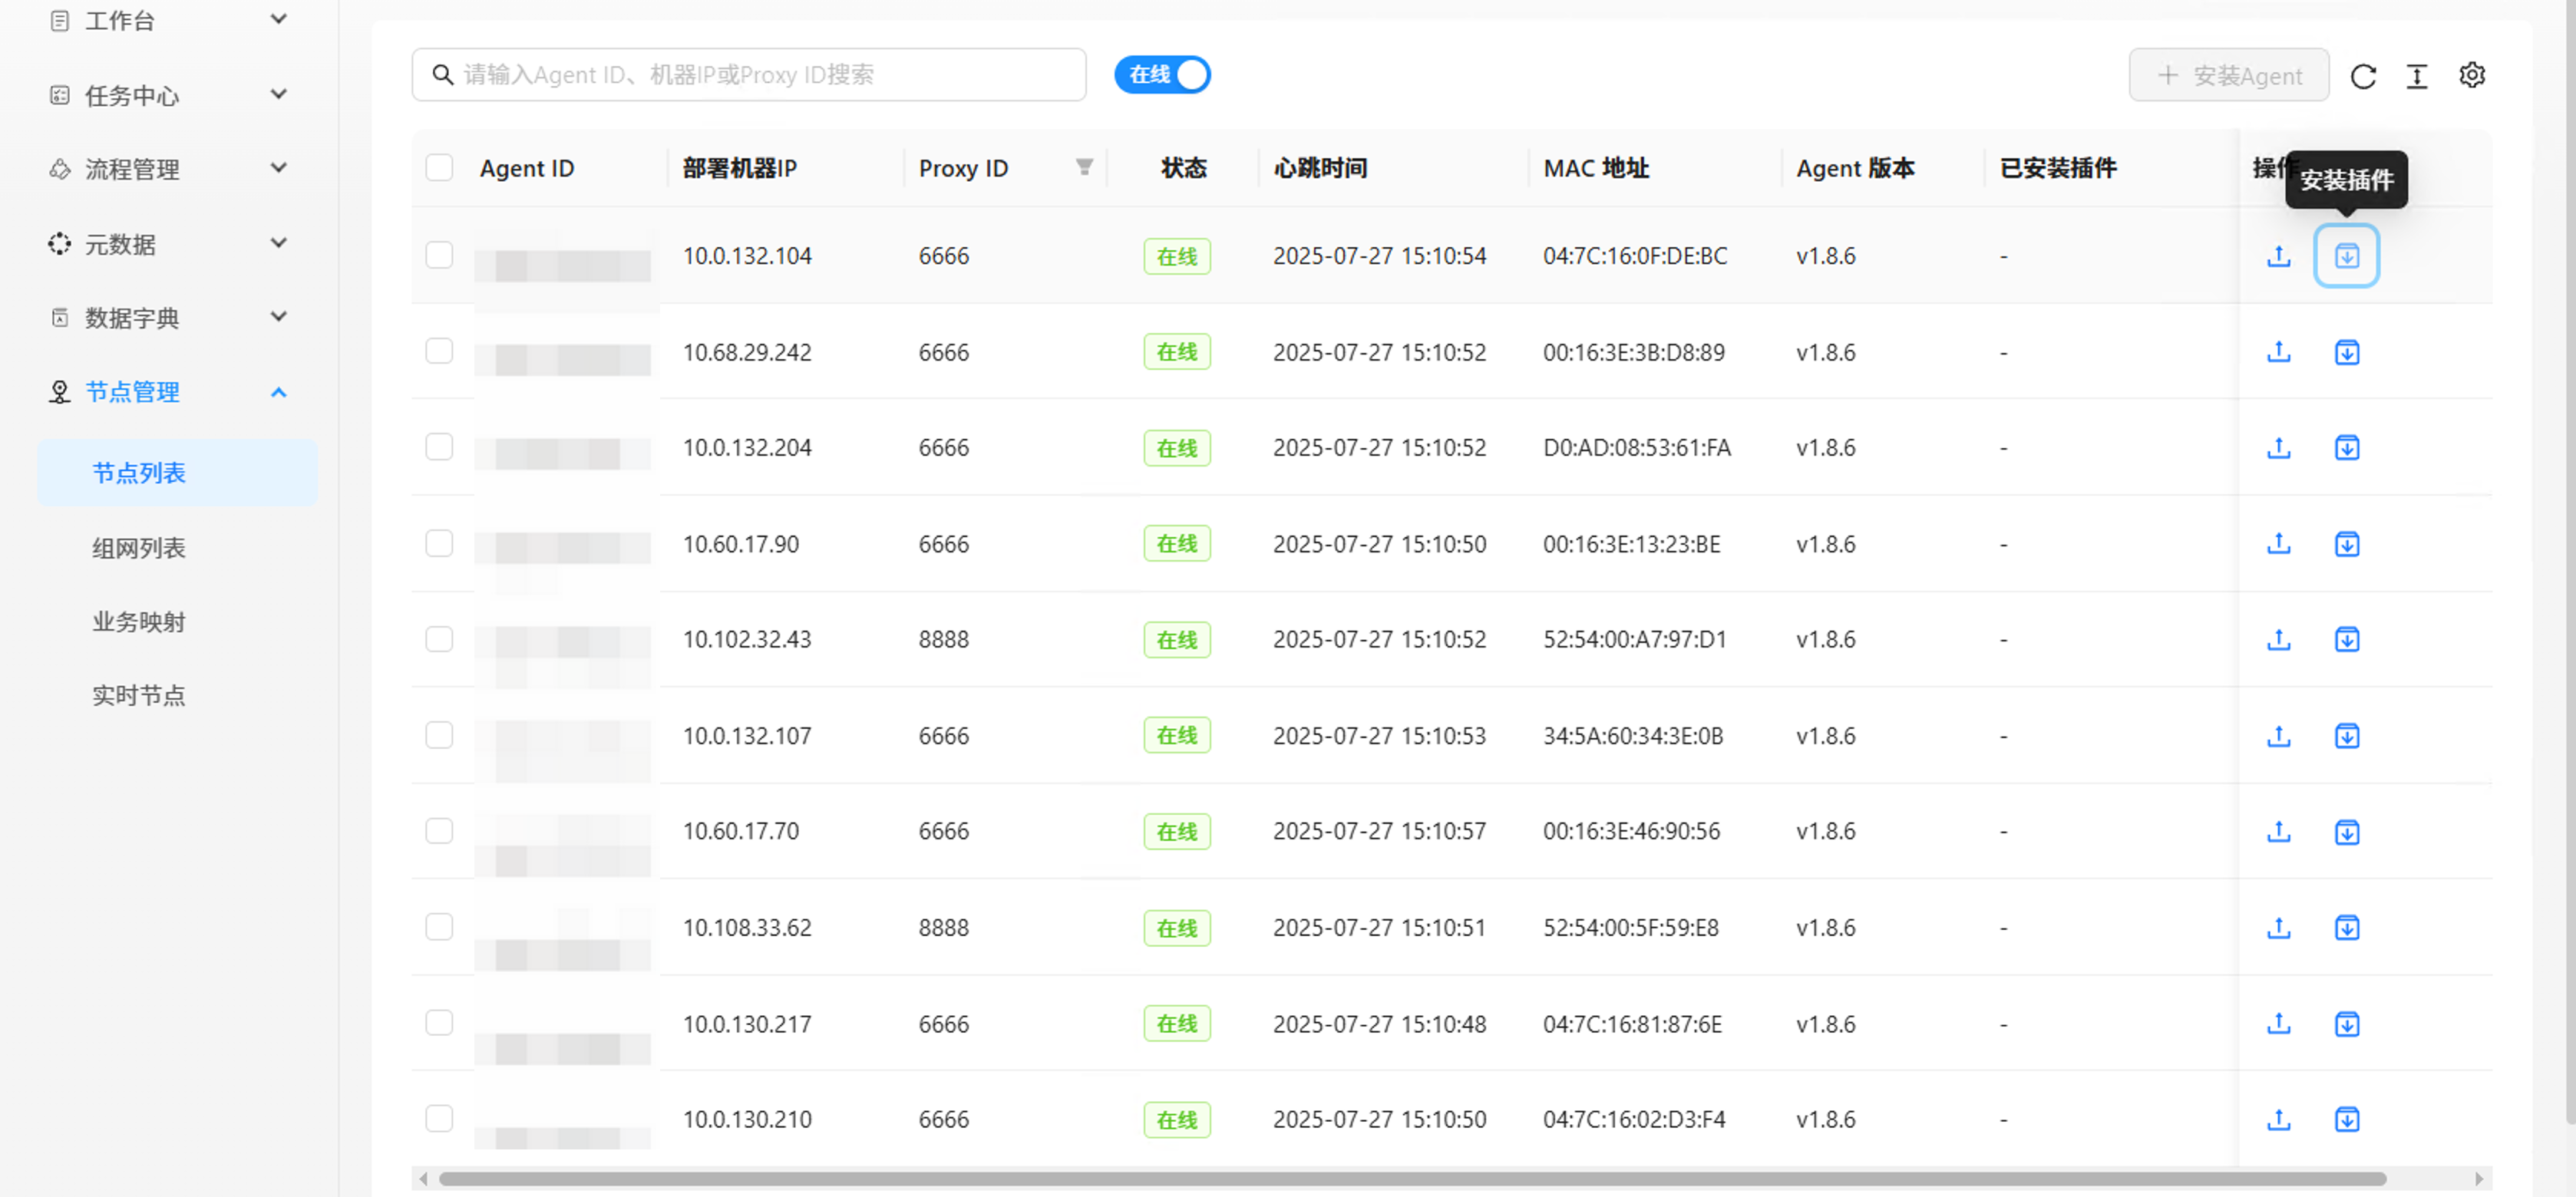 工作台
任务中心
流程管理
元数据
数据字典
节点管理
节点列表
组网列表
业务映射
实时节点
请输入Agent ID、机器IP或Proxy ID搜索
在线
安装Agent
Agent ID 部署机器IP Proxy ID 状态 心跳时间 MAC 地址 Agent 版本 已安装插件 操作
安装插件
10.0.132.104 6666 在线 2025-07-27 15:10:54 04:7C:16:0F:DE:BC v1.8.6 -
10.68.29.242 6666 在线 2025-07-27 15:10:52 00:16:3E:3B:D8:89 v1.8.6 -
10.0.132.204 6666 在线 2025-07-27 15:10:52 D0:AD:08:53:61:FA v1.8.6 -
10.60.17.90 6666 在线 2025-07-27 15:10:50 00:16:3E:13:23:BE v1.8.6 -
10.102.32.43 8888 在线 2025-07-27 15:10:52 52:54:00:A7:97:D1 v1.8.6 -
10.0.132.107 6666 在线 2025-07-27 15:10:53 34:5A:60:34:3E:0B v1.8.6 -
10.60.17.70 6666 在线 2025-07-27 15:10:57 00:16:3E:46:90:56 v1.8.6 -
10.108.33.62 8888 在线 2025-07-27 15:10:51 52:54:00:5F:59:E8 v1.8.6 -
10.0.130.217 6666 在线 2025-07-27 15:10:48 04:7C:16:81:87:6E v1.8.6 -
10.0.130.210 6666 在线 2025-07-27 15:10:50 04:7C:16:02:D3:F4 v1.8.6 -